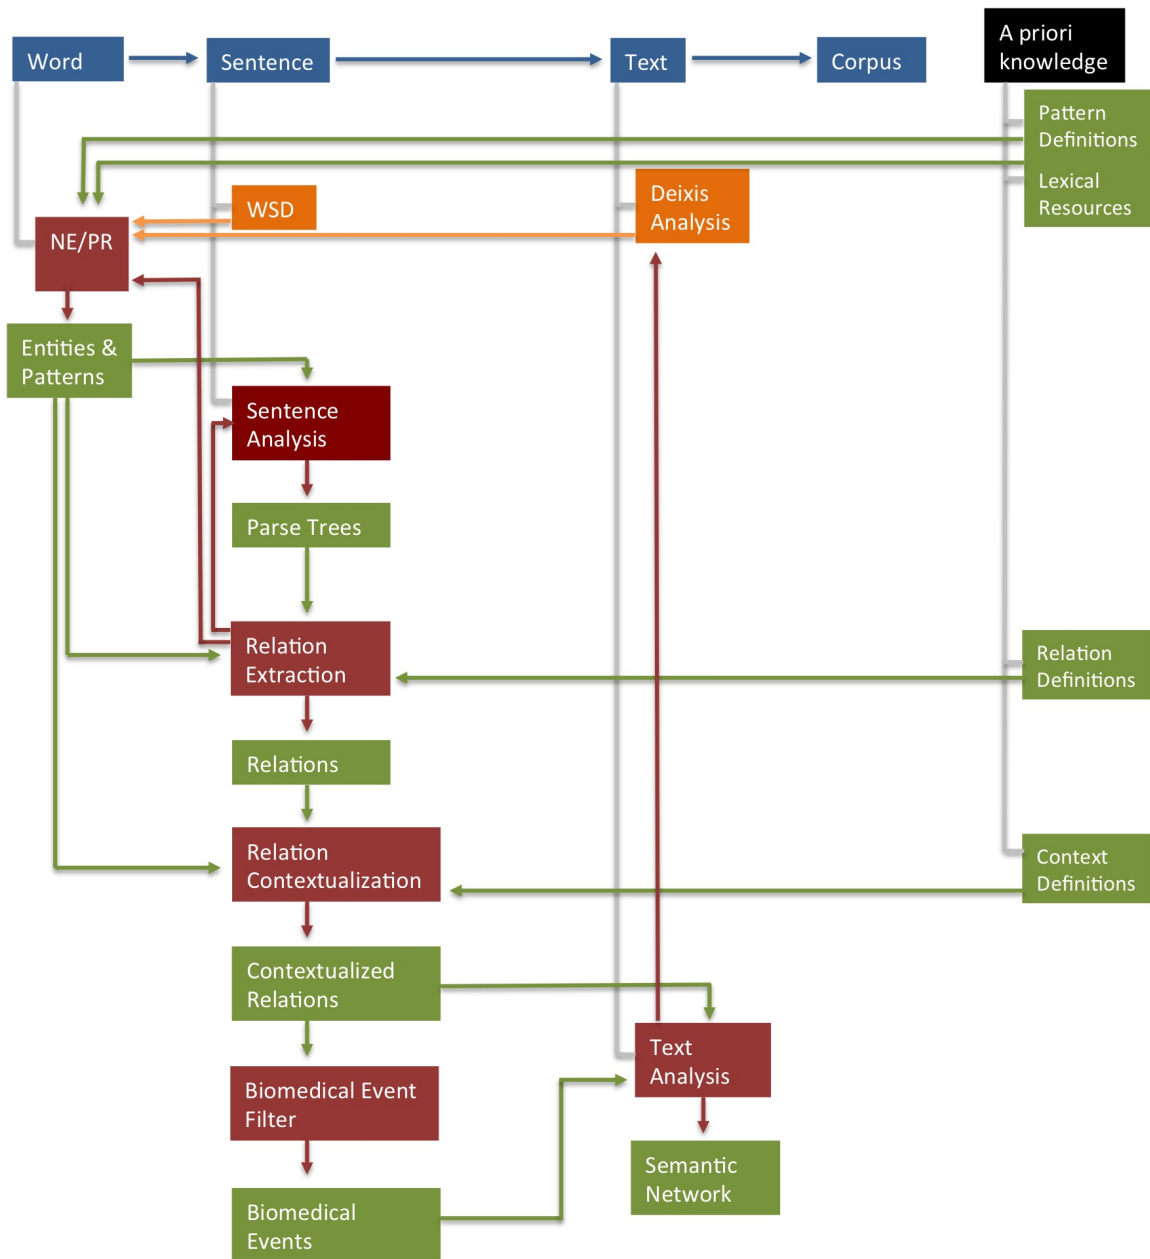 Word
Sentence
Text
Corpus
A priori
knowledge
Pattern
Definitions
Lexical
Resources
WSD
Deixis
Analysis
NE/PR
Entities &
Patterns
Sentence
Analysis
Parse Trees
Relation
Extraction
Relation
Definitions
Relations
Relation
Contextualization
Context
Definitions
Contextualized
Relations
Text
Analysis
Biomedical Event
Filter
Semantic
Network
Biomedical
Events